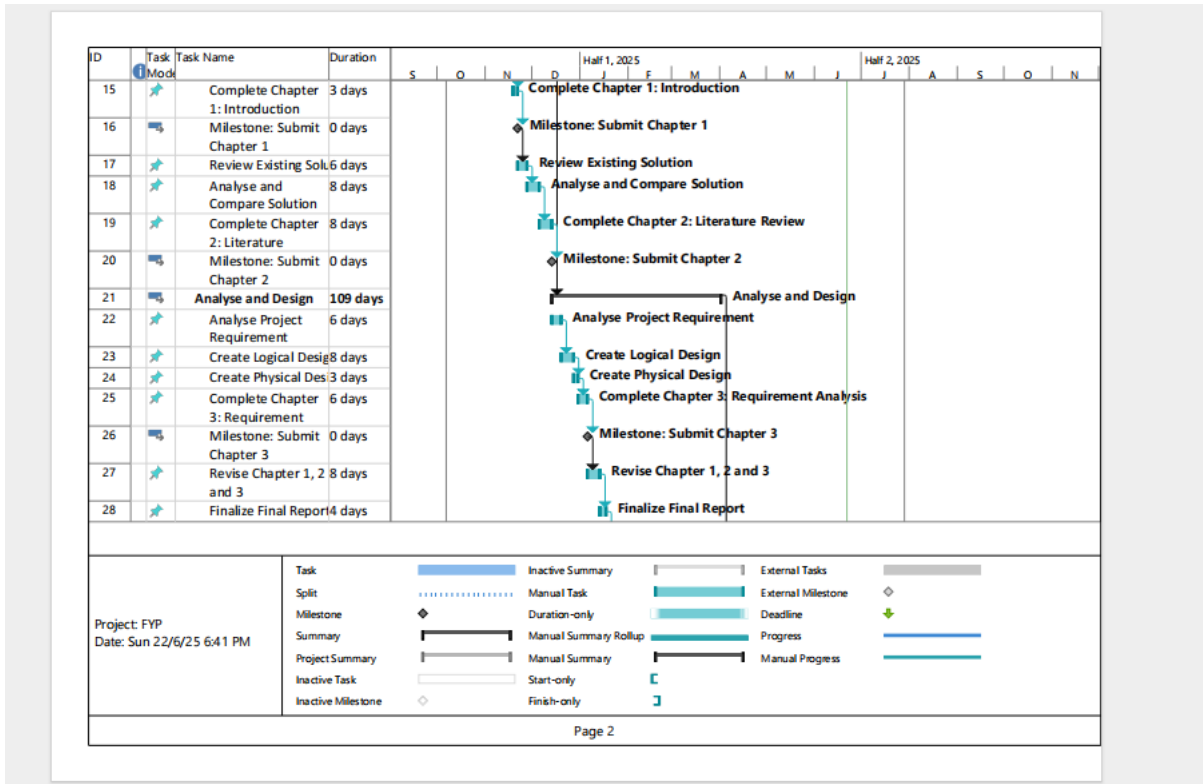 ID Task Mode Task Name Duration
Half 1, 2025 Half 2, 2025
S O N D J F M A M J J A S O N
15 Complete Chapter 3 days Complete Chapter 1: Introduction
1: Introduction
16 Milestone: Submit 0 days Milestone: Submit Chapter 1
Chapter 1
17 Review Existing Solu 6 days Review Existing Solution
18 Analyse and 8 days Analyse and Compare Solution
Compare Solution
19 Complete Chapter 8 days Complete Chapter 2: Literature Review
2: Literature
20 Milestone: Submit 0 days Milestone: Submit Chapter 2
Chapter 2
21 Analyse and Design 109 days Analyse and Design
22 Analyse Project 6 days Analyse Project Requirement
Requirement
23 Create Logical Desig 8 days Create Logical Design
24 Create Physical Des 3 days Create Physical Design
25 Complete Chapter 6 days Complete Chapter 3: Requirement Analysis
3: Requirement
26 Milestone: Submit 0 days Milestone: Submit Chapter 3
Chapter 3
27 Revise Chapter 1, 2 8 days Revise Chapter 1, 2 and 3
and 3
28 Finalize Final Report 4 days Finalize Final Report
Project: FYP
Date: Sun 22/6/25 6:41 PM
Task Inactive Summary External Tasks
Split Manual Task External Milestone
Milestone Duration-only Deadline
Summary Manual Summary Rollup Progress
Project Summary Manual Summary Manual Progress
Inactive Task Start-only
Inactive Milestone Finish-only
Page 2